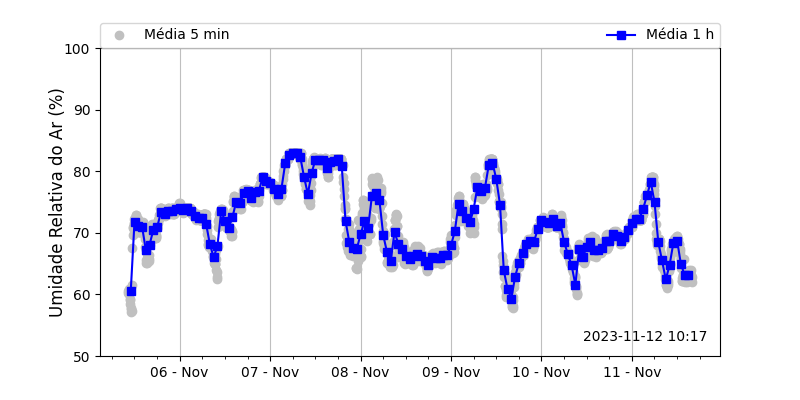 Média 5 min
Média 1 h
Umidade Relativa do Ar (%)
100
90
80
70
60
50
2023-11-12 10:17
06 - Nov
07 - Nov
08 - Nov
09 - Nov
10 - Nov
11 - Nov